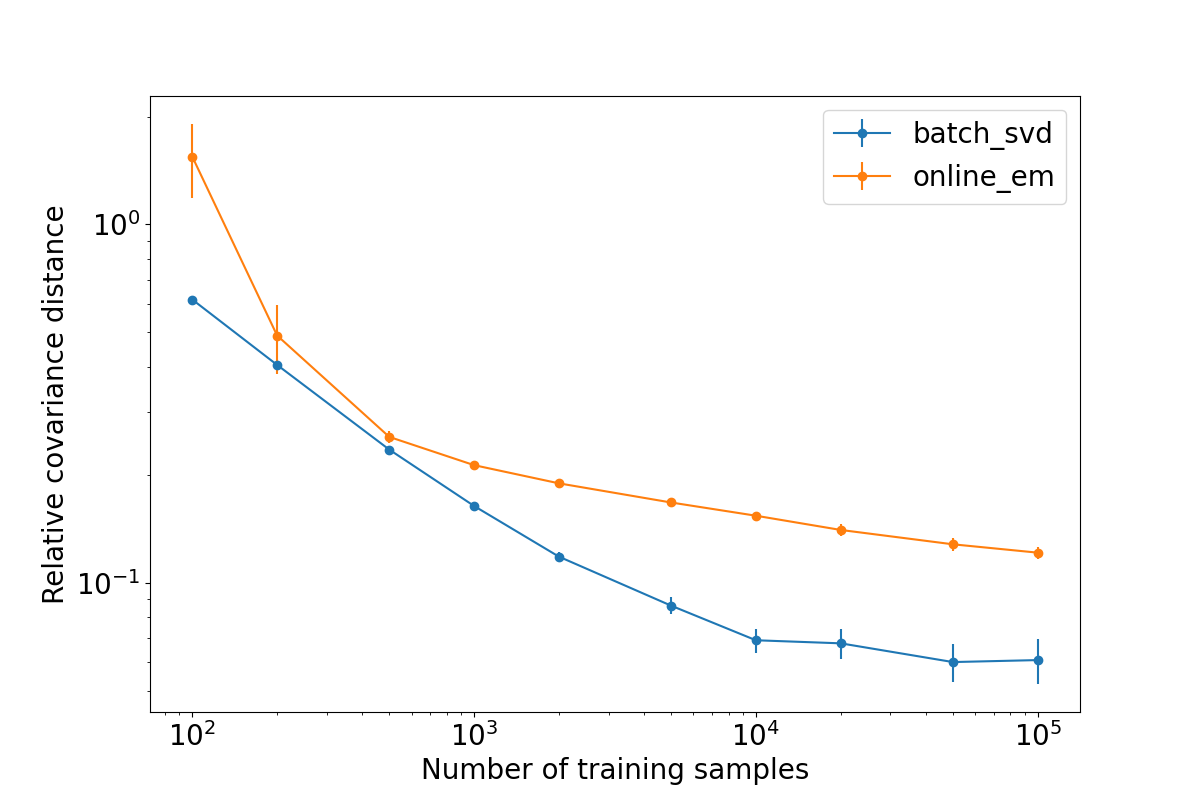 batch_svd
online_em
Relative covariance distance
10⁰
10⁻¹
10² 10³ 10⁴ 10⁵
Number of training samples